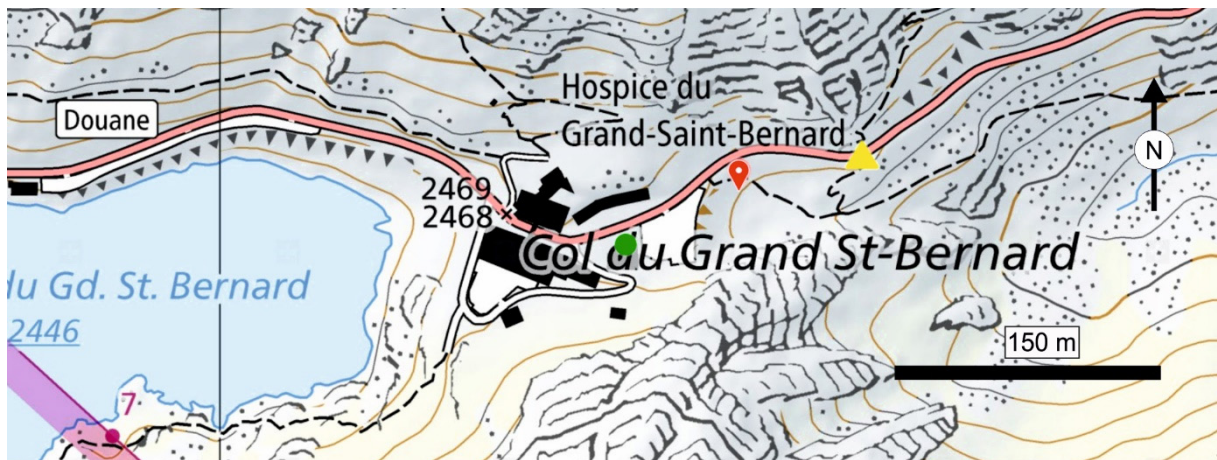 Hospice du
Douane
Grand-Saint-Bernard
N
2469
2468
Col du Grand St-Bernard
du Gd. St. Bernard
2446
150 m
7